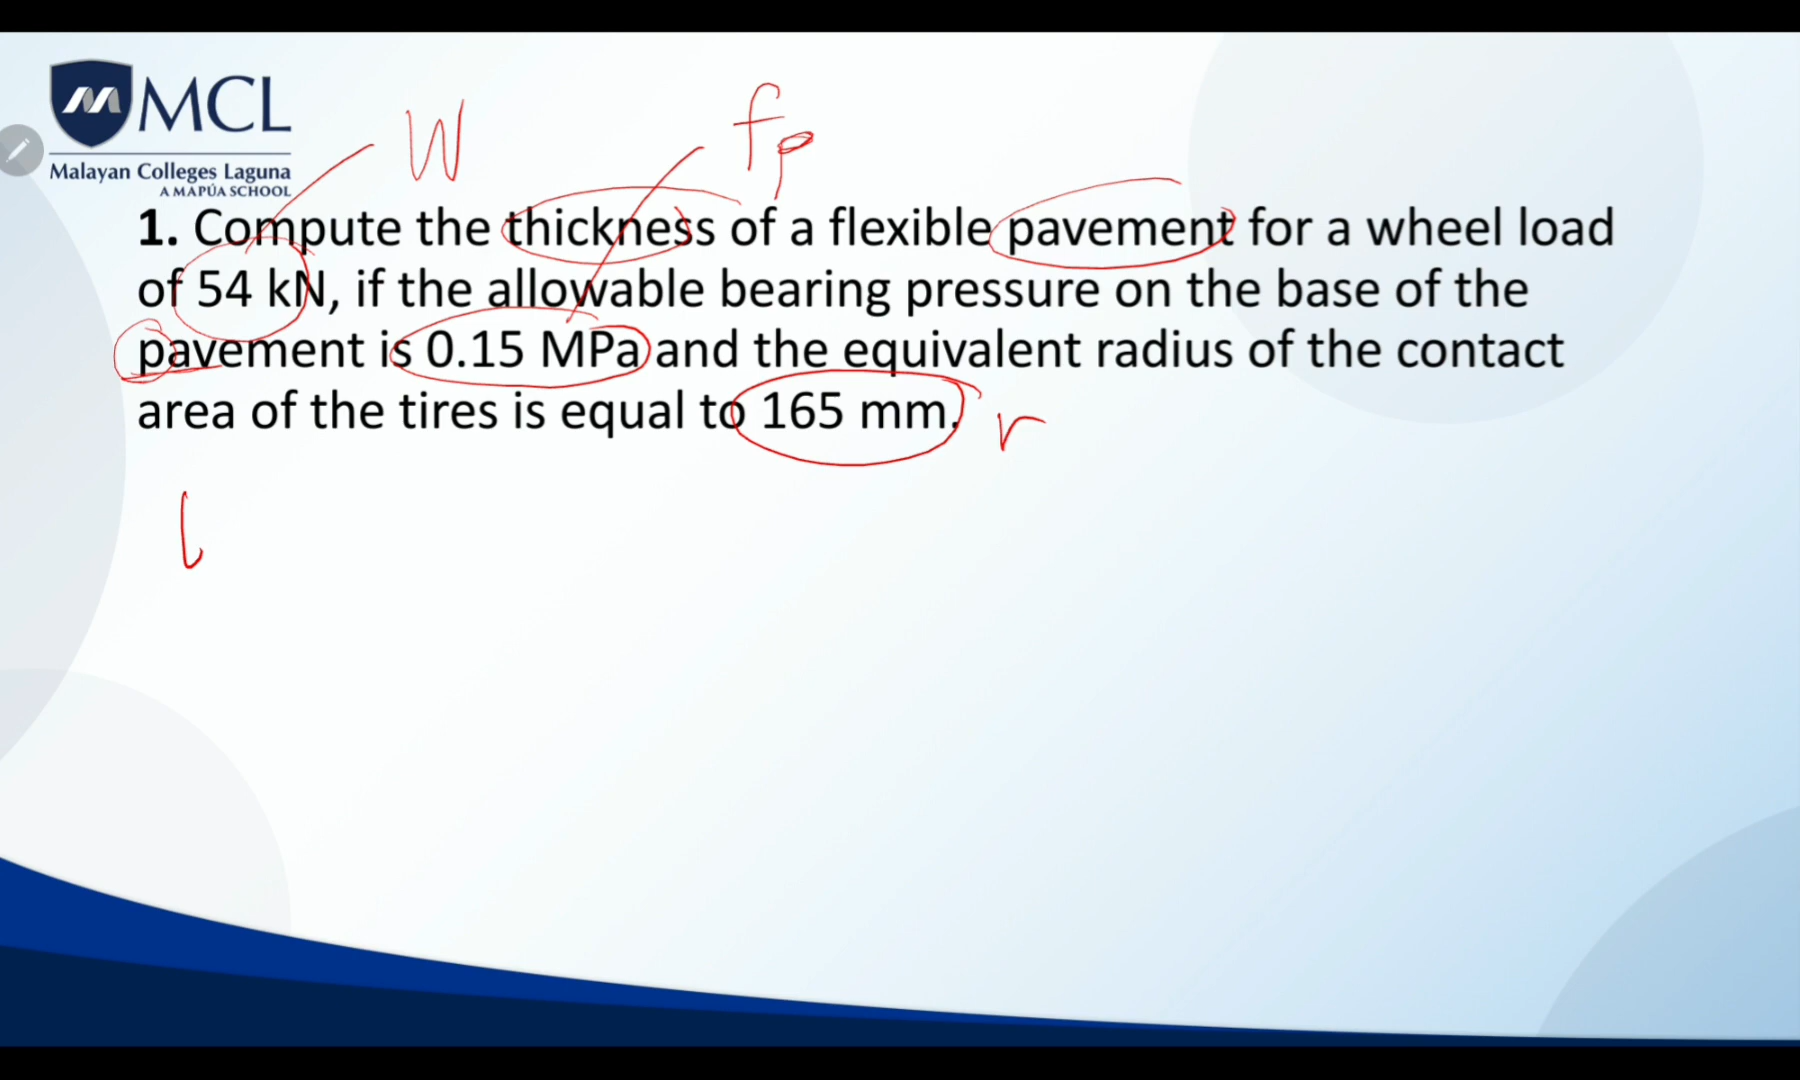 MCL
Malayan Colleges Laguna
A MAPÚA SCHOOL
W
fp
1. Compute the thickness of a flexible pavement for a wheel load
of 54 kN, if the allowable bearing pressure on the base of the
pavement is 0.15 MPa and the equivalent radius of the contact
area of the tires is equal to 165 mm.
r